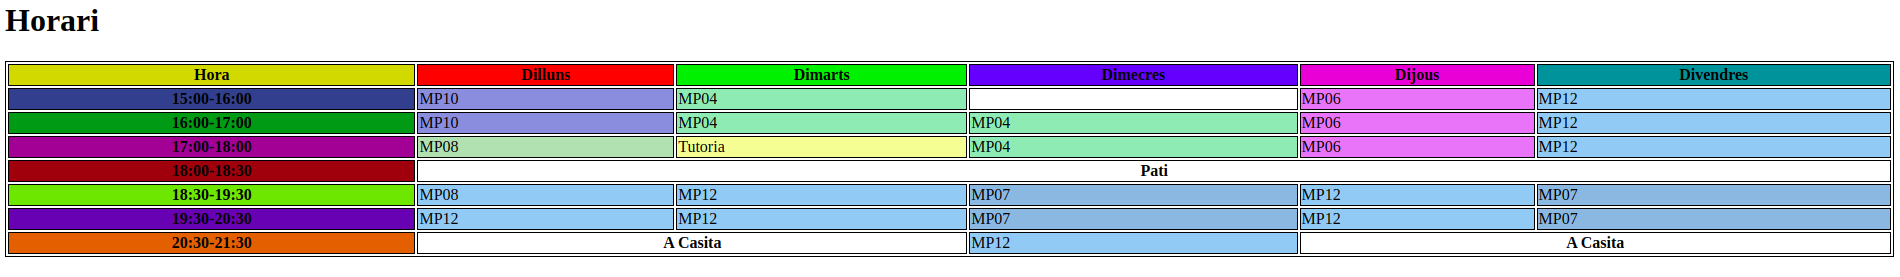 Horari
Hora Dilluns Dimarts Dimecres Dijous Divendres
15:00-16:00 MP10 MP04 MP06 MP12
16:00-17:00 MP10 MP04 MP04 MP06 MP12
17:00-18:00 MP08 Tutoria MP04 MP06 MP12
18:00-18:30 Pati
18:30-19:30 MP08 MP12 MP07 MP12 MP07
19:30-20:30 MP12 MP12 MP07 MP12 MP07
20:30-21:30 A Casita MP12 A Casita